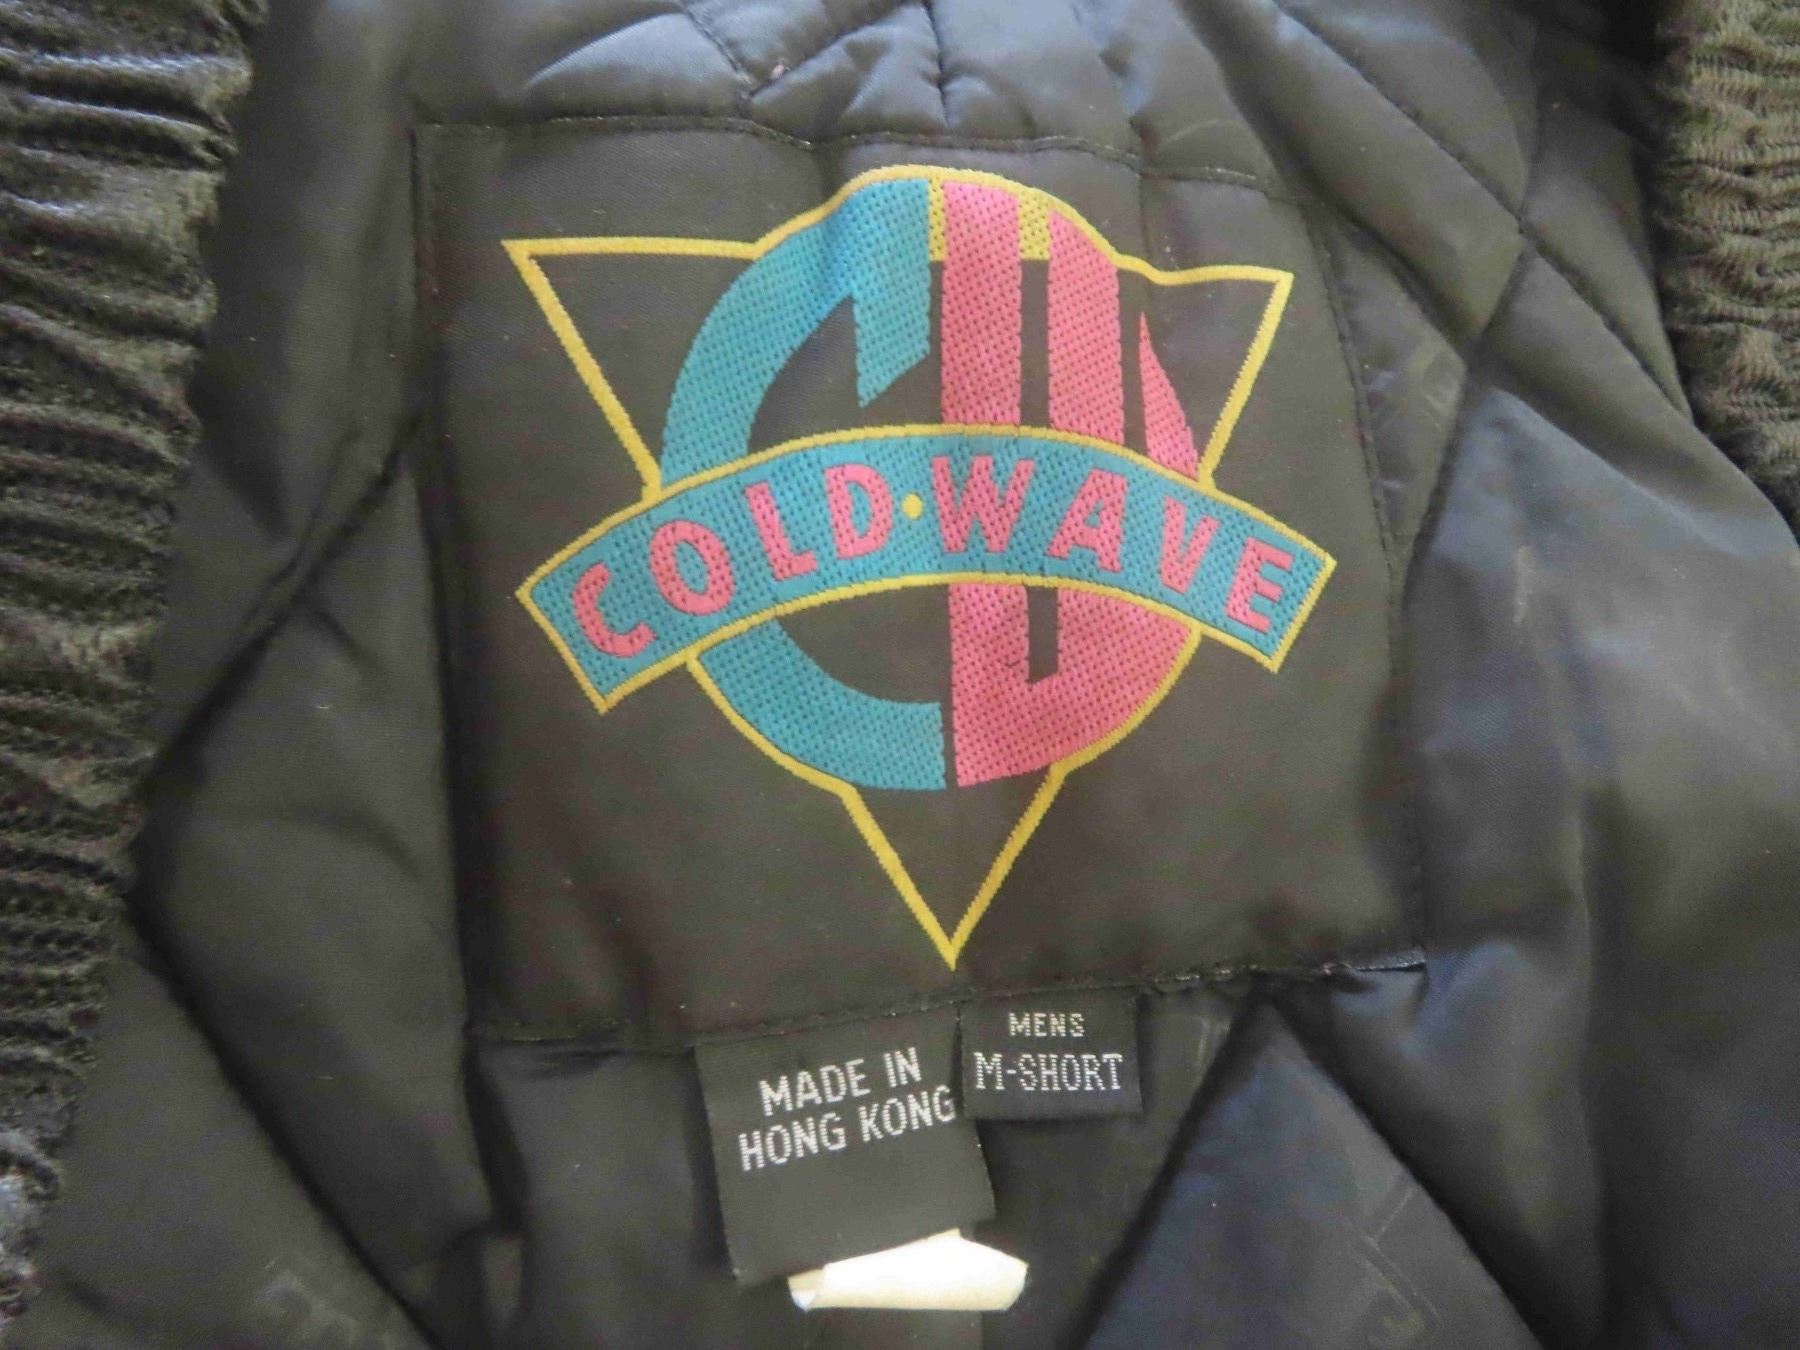 COLD·WAVE
MENS
M-SHORT
MADE IN
HONG KONG